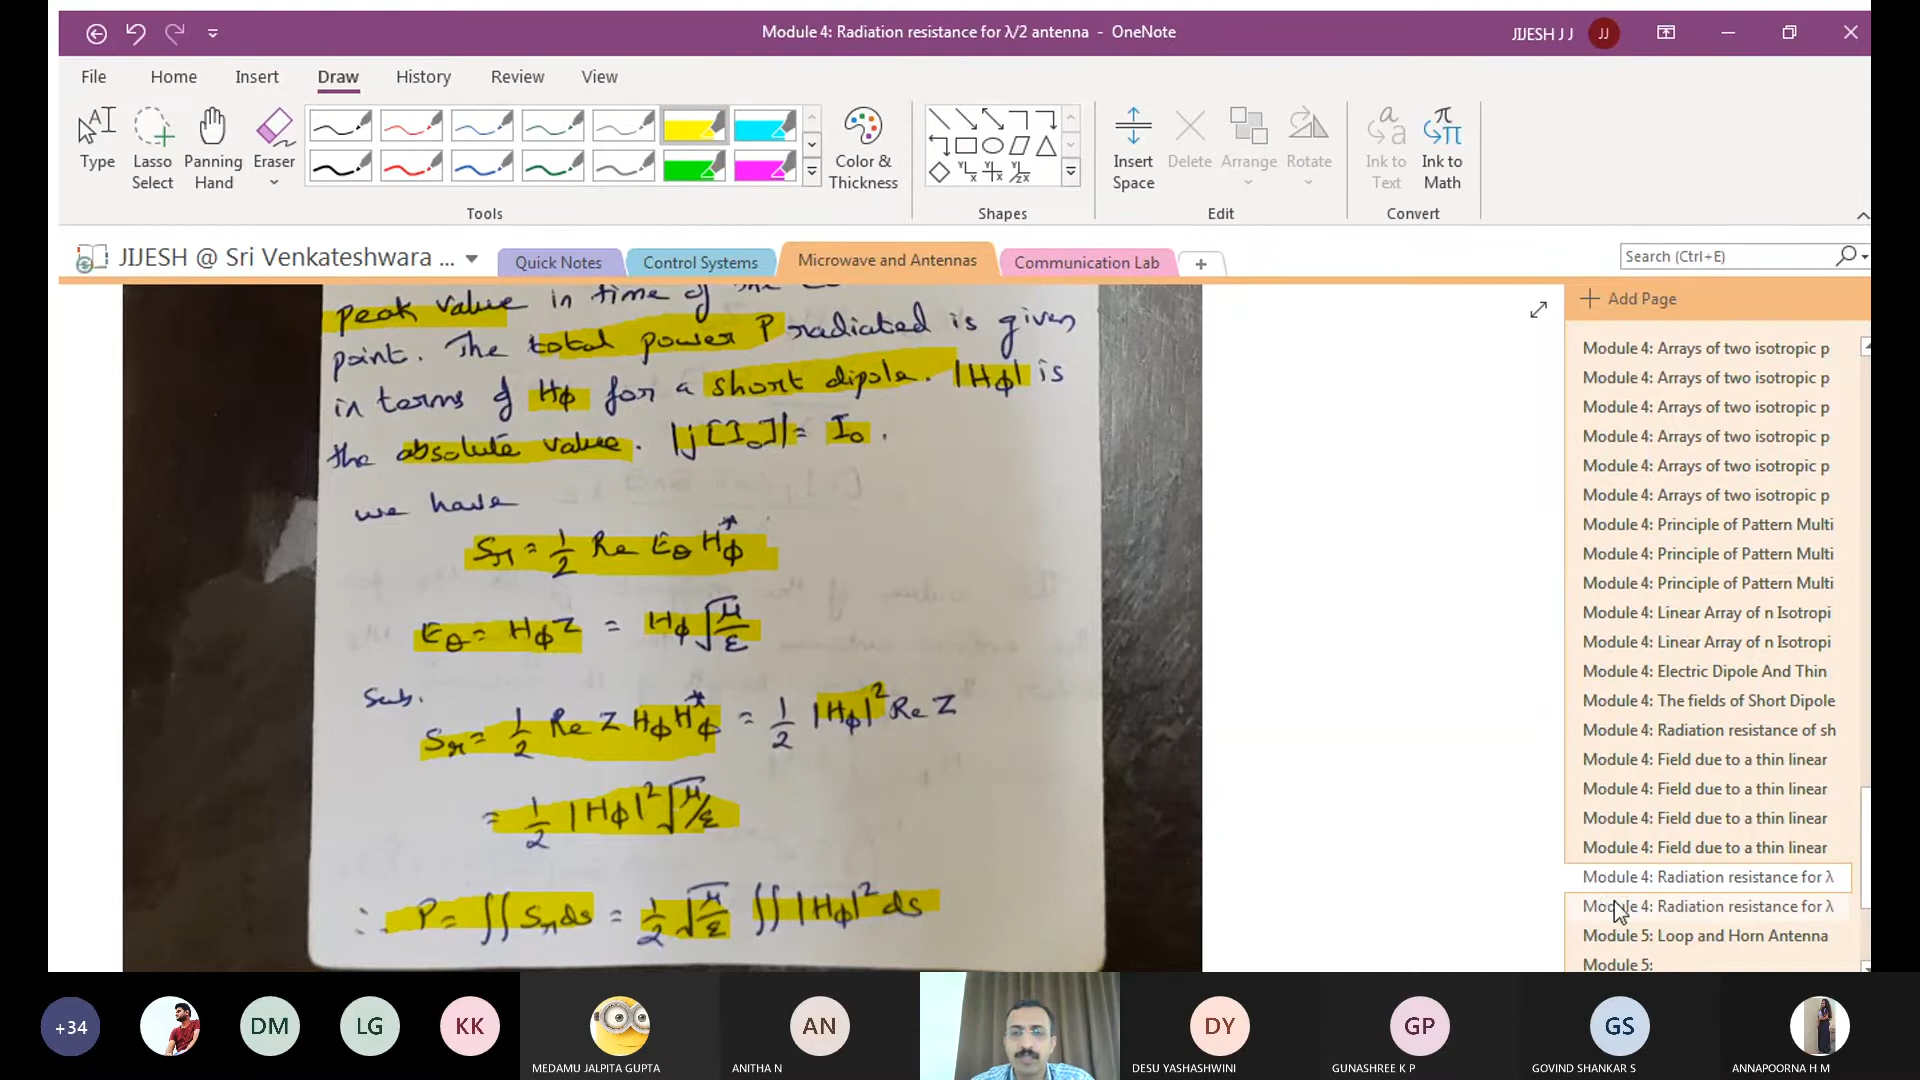 Module 4: Radiation resistance for λ/2 antenna - OneNote
JIJESH J J
JJ
File Home Insert Draw History Review View
Type
Lasso Select
Panning Hand
Eraser
Color & Thickness
Insert Space
Delete
Arrange
Rotate
Ink to Text
Ink to Math
Tools
Shapes
Edit
Convert
JIJESH @ Sri Venkateshwara ...
Quick Notes
Control Systems
Microwave and Antennas
Communication Lab
Search (Ctrl+E)
peak value in time of the
point. The total power P radiated is given
in terms of Hϕ for a short dipole. |Hϕ| is
the absolute value. |j[I₀]| = I₀.
we have
Sr = 1/2 Re Eθ Hϕ*
Eθ = HϕZ = Hϕ √(μ/ε)
Sub.
Sr = 1/2 Re Z Hϕ Hϕ* = 1/2 |Hϕ|² Re Z
= 1/2 |Hϕ|² √(μ/ε)
∴ P = ∬ Sr ds = 1/2 √(μ/ε) ∬ |Hϕ|² ds
Add Page
Module 4: Arrays of two isotropic p
Module 4: Arrays of two isotropic p
Module 4: Arrays of two isotropic p
Module 4: Arrays of two isotropic p
Module 4: Arrays of two isotropic p
Module 4: Arrays of two isotropic p
Module 4: Principle of Pattern Multi
Module 4: Principle of Pattern Multi
Module 4: Principle of Pattern Multi
Module 4: Linear Array of n Isotropi
Module 4: Linear Array of n Isotropi
Module 4: Electric Dipole And Thin
Module 4: The fields of Short Dipole
Module 4: Radiation resistance of sh
Module 4: Field due to a thin linear
Module 4: Field due to a thin linear
Module 4: Field due to a thin linear
Module 4: Field due to a thin linear
Module 4: Radiation resistance for λ
Module 4: Radiation resistance for λ
Module 5: Loop and Horn Antenna
Module 5:
+34
DM
LG
KK
MEDAMU JALPITA GUPTA
AN
ANITHA N
DY
DESU YASHASHWINI
GP
GUNASHREE K P
GS
GOVIND SHANKAR S
ANNAPOORNA H M